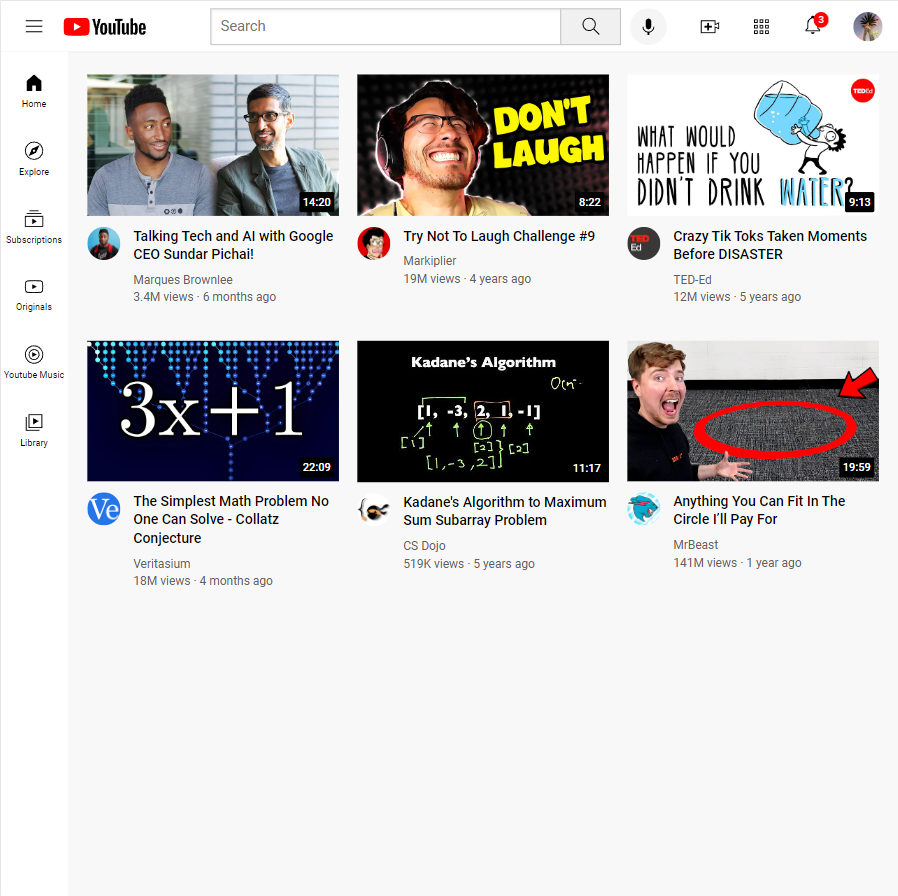 YouTube
Search
3
Home
Explore
Subscriptions
Originals
Youtube Music
Library
14:20
Talking Tech and AI with Google
CEO Sundar Pichai!
Marques Brownlee
3.4M views · 6 months ago
DON'T
LAUGH
8:22
Try Not To Laugh Challenge #9
Markiplier
19M views · 4 years ago
TED-Ed
WHAT WOULD
HAPPEN IF YOU
DIDN'T DRINK WATER?
9:13
TED
Ed
Crazy Tik Toks Taken Moments
Before DISASTER
TED-Ed
12M views · 5 years ago
3x+1
22:09
Ve
The Simplest Math Problem No
One Can Solve - Collatz
Conjecture
Veritasium
18M views · 4 months ago
Kadane's Algorithm
[1, -3, 2, 1, -1]
[1]
[2]
[2]
[1, -3, 2]
11:17
Kadane's Algorithm to Maximum
Sum Subarray Problem
CS Dojo
519K views · 5 years ago
19:59
Anything You Can Fit In The
Circle I’ll Pay For
MrBeast
141M views · 1 year ago